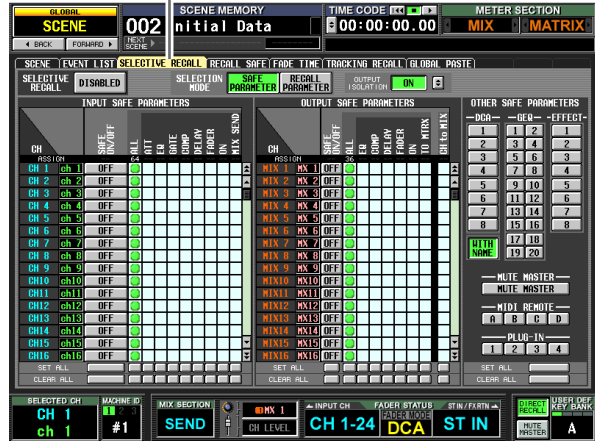 GLOBAL
SCENE
BACK FORWARD
SCENE MEMORY
002 Initial Data
NEXT SCENE
TIME CODE
00:00:00.00
METER SECTION
MIX MATRIX
SCENE EVENT LIST SELECTIVE RECALL RECALL SAFE FADE TIME TRACKING RECALL GLOBAL PASTE
SELECTIVE RECALL DISABLED SELECTION MODE SAFE PARAMETER RECALL PARAMETER OUTPUT ISOLATION ON
INPUT SAFE PARAMETERS
CH SAFE ON/OFF ALL ATT EQ GATE COMP DELAY FADER ON MIX SEND
ASSIGN 64
CH 1 ch 1 OFF
CH 2 ch 2 OFF
CH 3 ch 3 OFF
CH 4 ch 4 OFF
CH 5 ch 5 OFF
CH 6 ch 6 OFF
CH 7 ch 7 OFF
CH 8 ch 8 OFF
CH 9 ch 9 OFF
CH10 ch10 OFF
CH11 ch11 OFF
CH12 ch12 OFF
CH13 ch13 OFF
CH14 ch14 OFF
CH15 ch15 OFF
CH16 ch16 OFF
SET ALL
CLEAR ALL
OUTPUT SAFE PARAMETERS
CH SAFE ON/OFF ALL EQ COMP DELAY FADER ON TO MTRX CH to MIX
ASSIGN 36
MIX 1 MX 1 OFF
MIX 2 MX 2 OFF
MIX 3 MX 3 OFF
MIX 4 MX 4 OFF
MIX 5 MX 5 OFF
MIX 6 MX 6 OFF
MIX 7 MX 7 OFF
MIX 8 MX 8 OFF
MIX 9 MX 9 OFF
MIX10 MX10 OFF
MIX11 MX11 OFF
MIX12 MX12 OFF
MIX13 MX13 OFF
MIX14 MX14 OFF
MIX15 MX15 OFF
MIX16 MX16 OFF
SET ALL
CLEAR ALL
OTHER SAFE PARAMETERS
DCA GEQ EFFECT
1 1 2 1
2 3 4 2
3 5 6 3
4 7 8 4
5 9 10 5
6 11 12 6
7 13 14 7
8 15 16 8
WITH NAME 17 18
19 20
MUTE MASTER
MUTE MASTER
MIDI REMOTE
A B C D
PLUG-IN
1 2 3 4
SET ALL
CLEAR ALL
SELECTED CH
CH 1
ch 1
MACHINE ID
1 2 3
#1
MIX SECTION
SEND
MX 1
CH LEVEL
INPUT CH FADER STATUS ST IN/FX RTN
CH 1-24 FADER MODE DCA ST IN
DIRECT RECALL
MUTE MASTER
USER DEF KEY BANK
A